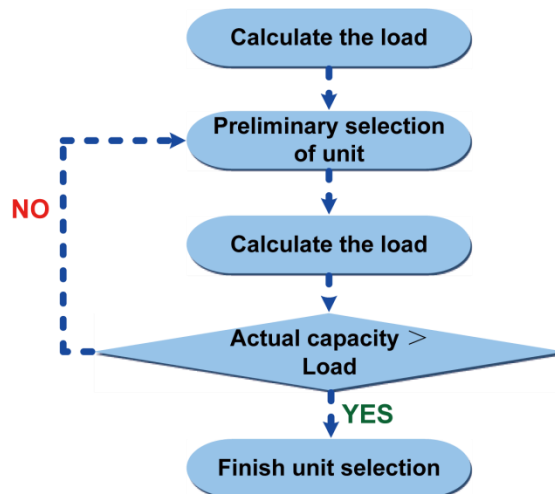 Calculate the load
Preliminary selection
of unit
NO
Calculate the load
Actual capacity ＞
Load
YES
Finish unit selection